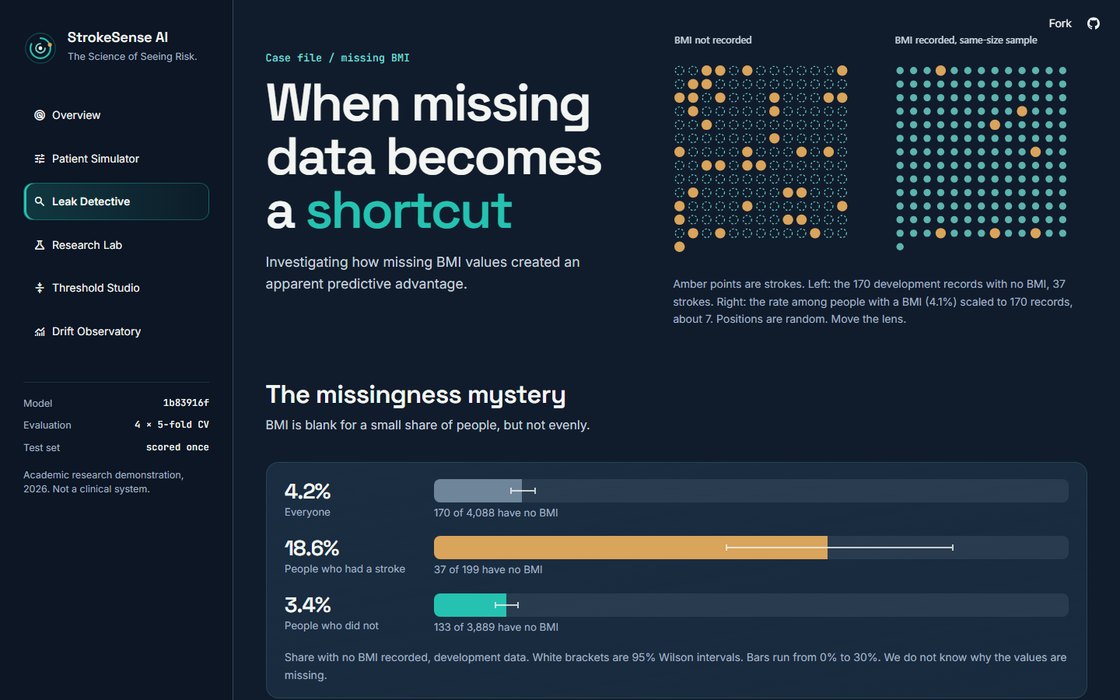 StrokeSense AI
The Science of Seeing Risk.
Overview
Patient Simulator
Leak Detective
Research Lab
Threshold Studio
Drift Observatory
Model 1b83916f
Evaluation 4 × 5-fold CV
Test set scored once
Academic research demonstration,
2026. Not a clinical system.
Fork
Case file / missing BMI
When missing
data becomes
a shortcut
Investigating how missing BMI values created an
apparent predictive advantage.
BMI not recorded
BMI recorded, same-size sample
Amber points are strokes. Left: the 170 development records with no BMI, 37
strokes. Right: the rate among people with a BMI (4.1%) scaled to 170 records,
about 7. Positions are random. Move the lens.
The missingness mystery
BMI is blank for a small share of people, but not evenly.
4.2%
Everyone
170 of 4,088 have no BMI
18.6%
People who had a stroke
37 of 199 have no BMI
3.4%
People who did not
133 of 3,889 have no BMI
Share with no BMI recorded, development data. White brackets are 95% Wilson intervals. Bars run from 0% to 30%. We do not know why the values are
missing.